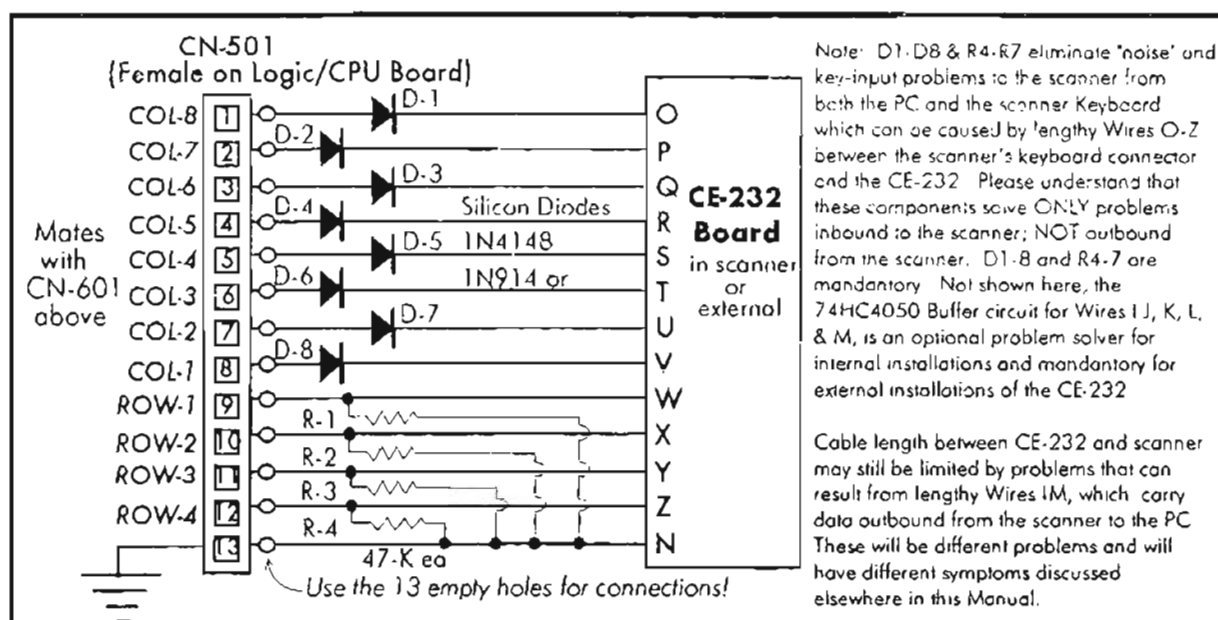 CN-501
(Female on Logic/CPU Board)
COL-8 1 D-1 O
COL-7 2 D-2 P
COL-6 3 D-3 Q
COL-5 4 D-4 Silicon Diodes R
COL-4 5 D-5 1N4148 S
COL-3 6 D-6 1N914 or T
COL-2 7 D-7 U
COL-1 8 D-8 V
ROW-1 9 W
R-1
ROW-2 10 X
R-2
ROW-3 11 Y
R-3
ROW-4 12 Z
R-4
13 N
47-K ea
Use the 13 empty holes for connections!
Mates
with
CN-601
above
CE-232
Board
in scanner
or
external
Note: D1-D8 & R4-R7 eliminate "noise" and
key-input problems to the scanner from
both the PC and the scanner Keyboard
which can be caused by lengthy Wires O-Z
between the scanner's keyboard connector
and the CE-232 Please understand that
these components solve ONLY problems
inbound to the scanner; NOT outbound
from the scanner. D1-8 and R4-7 are
mandantory Not shown here, the
74HC4050 Buffer circuit for Wires I J, K, L,
& M, is an optional problem solver for
internal installations and mandantory for
external installations of the CE-232
Cable length between CE-232 and scanner
may still be limited by problems that can
result from lengthy Wires IM, which carry
data outbound from the scanner to the PC
These will be different problems and will
have different symptoms discussed
elsewhere in this Manual.